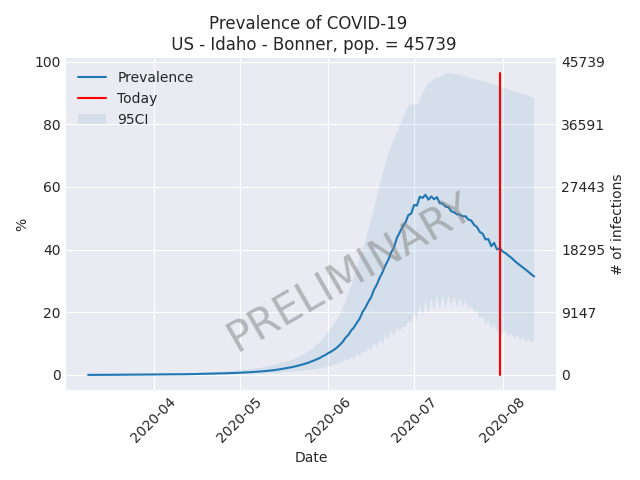 Prevalence of COVID-19
US - Idaho - Bonner, pop. = 45739
100
80
60
40
20
0
%
Prevalence
Today
95CI
PRELIMINARY
45739
36591
27443
18295
9147
0
# of infections
2020-04
2020-05
2020-06
2020-07
2020-08
Date